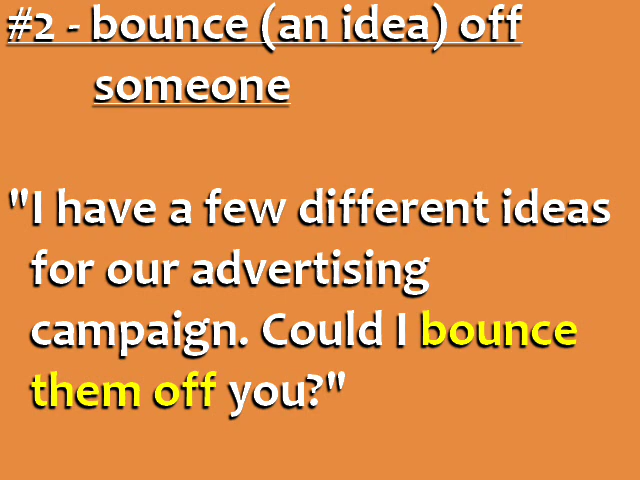 #2 - bounce (an idea) off
someone
"I have a few different ideas
for our advertising
campaign. Could I bounce
them off you?"